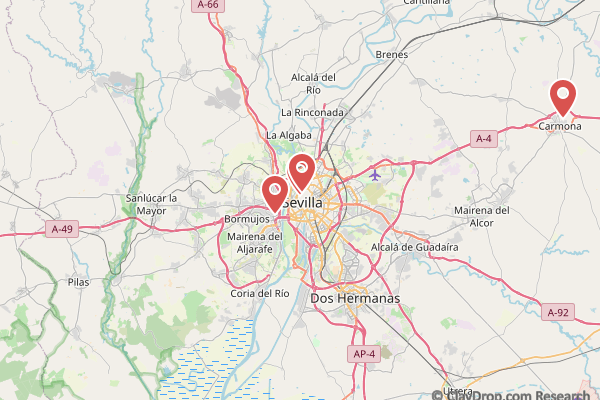 A-66
Cantillana
Brenes
Alcalá del
Río
La Rinconada
Carmona
La Algaba
A-4
Sanlúcar la
Mayor
Sevilla
Mairena del
Alcor
Bormujos
A-49
Mairena del
Aljarafe
Alcalá de Guadaíra
Pilas
Coria del Río
Dos Hermanas
A-92
AP-4
Utrera
© ClayDrop.com Research